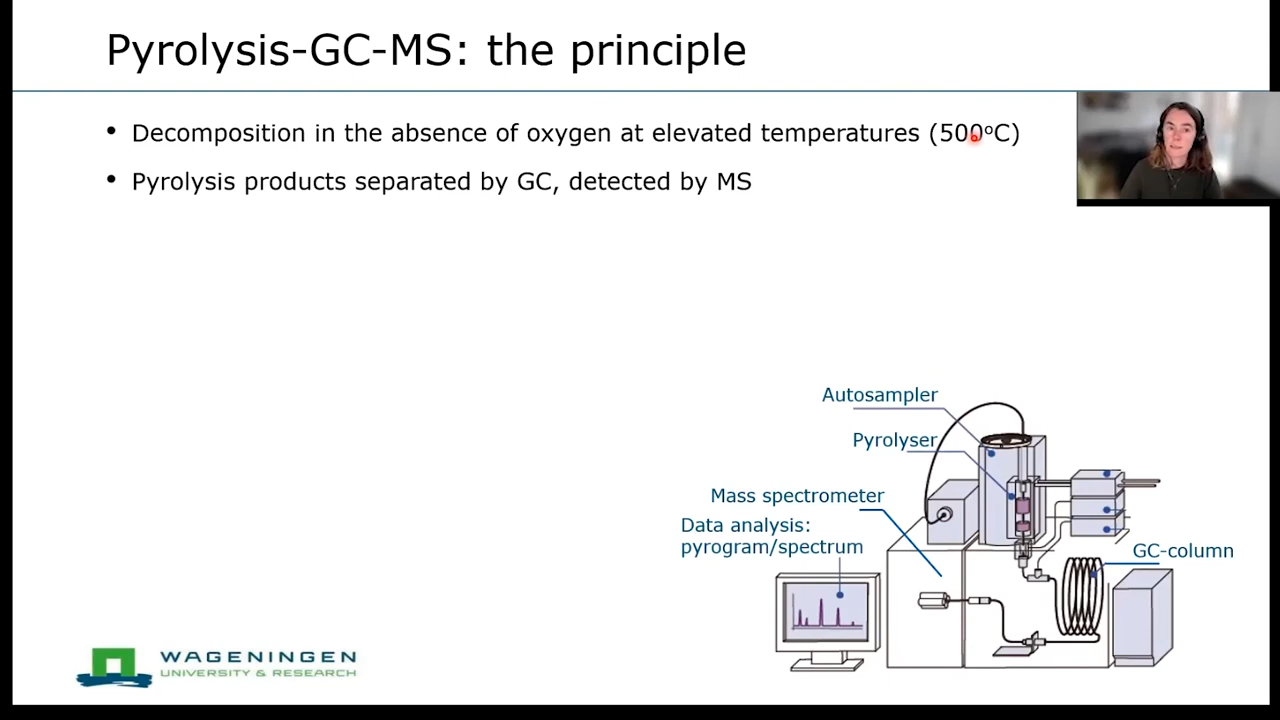 Pyrolysis-GC-MS: the principle
• Decomposition in the absence of oxygen at elevated temperatures (500ºC)
• Pyrolysis products separated by GC, detected by MS
Autosampler
Pyrolyser
Mass spectrometer
Data analysis:
pyrogram/spectrum
GC-column
WAGENINGEN
UNIVERSITY & RESEARCH